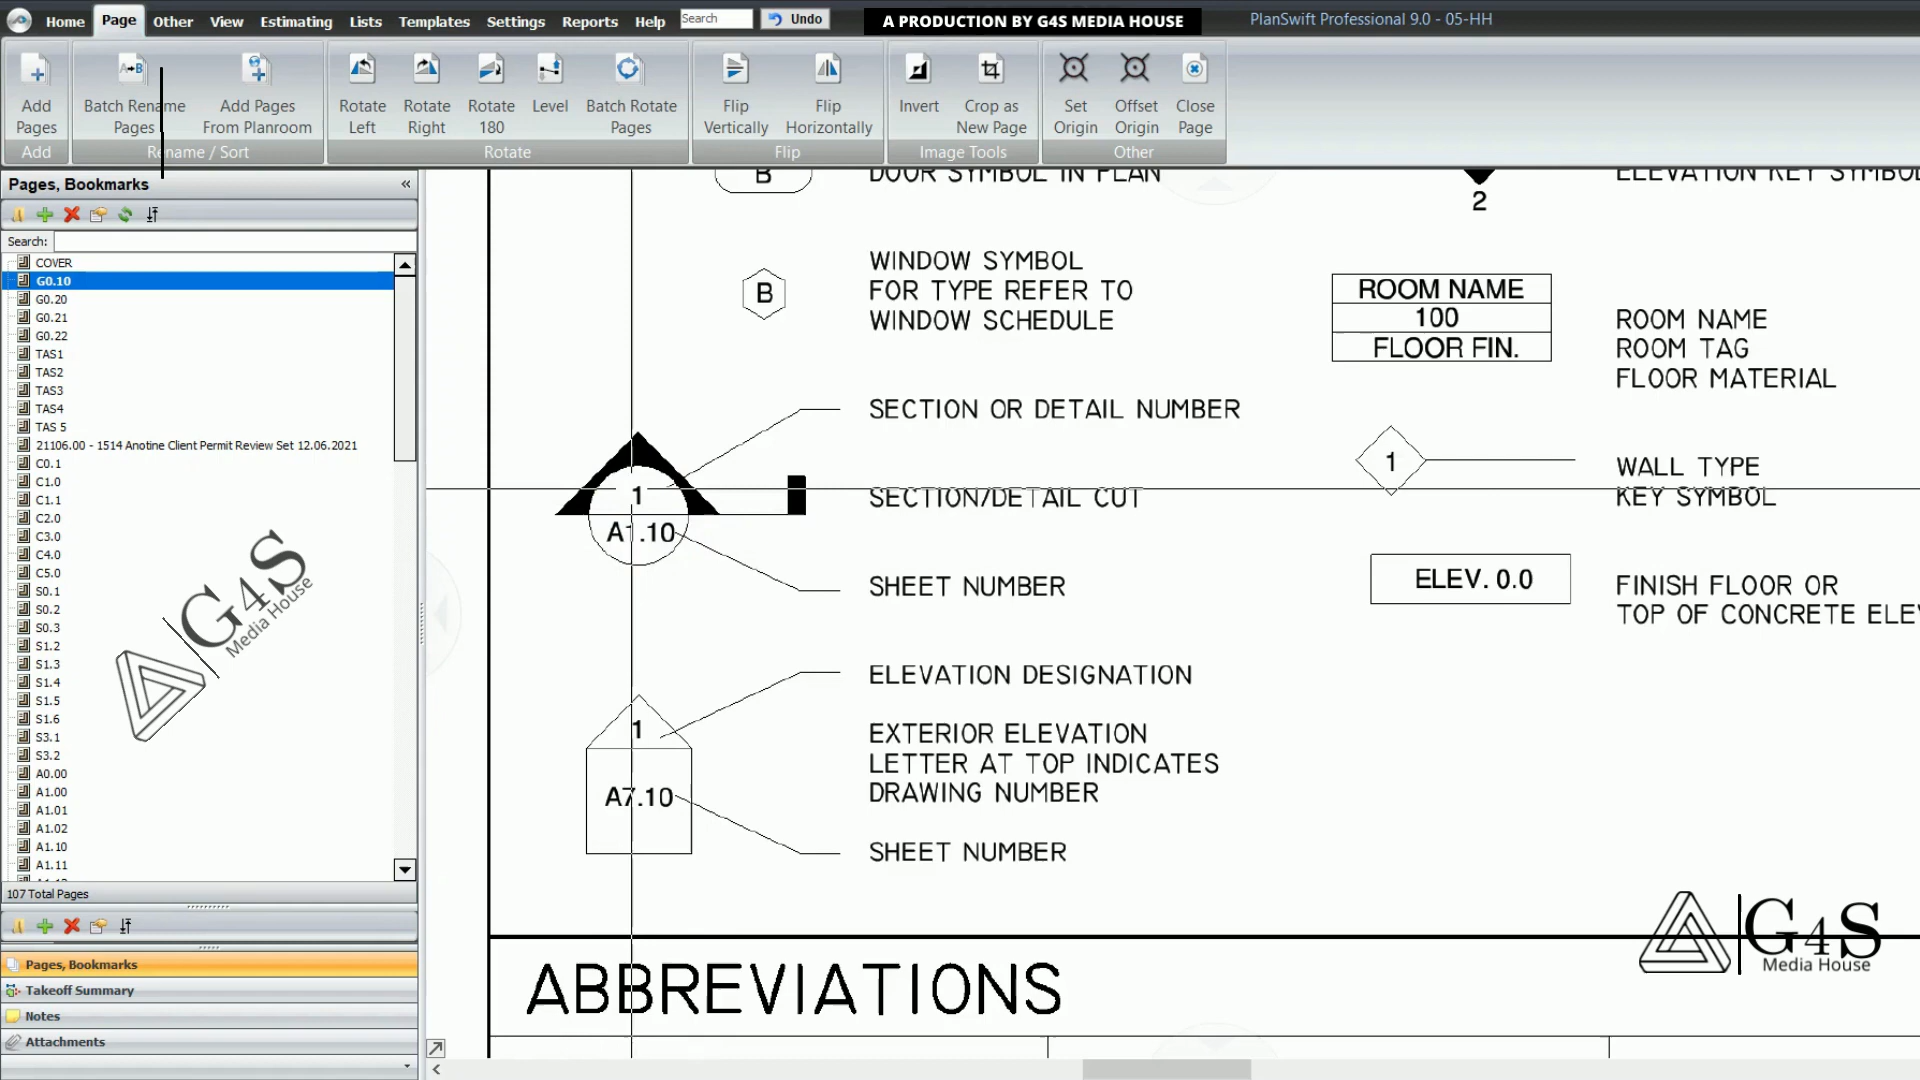 Home Page Other View Estimating Lists Templates Settings Reports Help Search Undo
A PRODUCTION BY G4S MEDIA HOUSE
PlanSwift Professional 9.0 - 05-HH
Add Pages
Batch Rename Pages
Add Pages From Planroom
Rotate Left
Rotate Right
Rotate 180
Level
Batch Rotate Pages
Flip Vertically
Flip Horizontally
Invert
Crop as New Page
Set Origin
Offset Origin
Close Page
Add
Rename / Sort
Rotate
Flip
Image Tools
Other
Pages, Bookmarks
Search:
COVER
G0.10
G0.20
G0.21
G0.22
TAS1
TAS2
TAS3
TAS4
TAS 5
21106.00 - 1514 Anotine Client Permit Review Set 12.06.2021
C0.1
C1.0
C1.1
C2.0
C3.0
C4.0
C5.0
S0.1
S0.2
S0.3
S1.2
S1.3
S1.4
S1.5
S1.6
S3.1
S3.2
A0.00
A1.00
A1.01
A1.02
A1.10
A1.11
107 Total Pages
Pages, Bookmarks
Takeoff Summary
Notes
Attachments
G4S
Media House
B
DOOR SYMBOL IN PLAN
B
WINDOW SYMBOL
FOR TYPE REFER TO
WINDOW SCHEDULE
SECTION OR DETAIL NUMBER
1
SECTION/DETAIL CUT
A1.10
SHEET NUMBER
ELEVATION DESIGNATION
1
EXTERIOR ELEVATION
LETTER AT TOP INDICATES
DRAWING NUMBER
A7.10
SHEET NUMBER
2
ELEVATION KEY SYMBOL
ROOM NAME
100
FLOOR FIN.
ROOM NAME
ROOM TAG
FLOOR MATERIAL
1
WALL TYPE
KEY SYMBOL
ELEV. 0.0
FINISH FLOOR OR
TOP OF CONCRETE ELE
ABBREVIATIONS
G4S
Media House